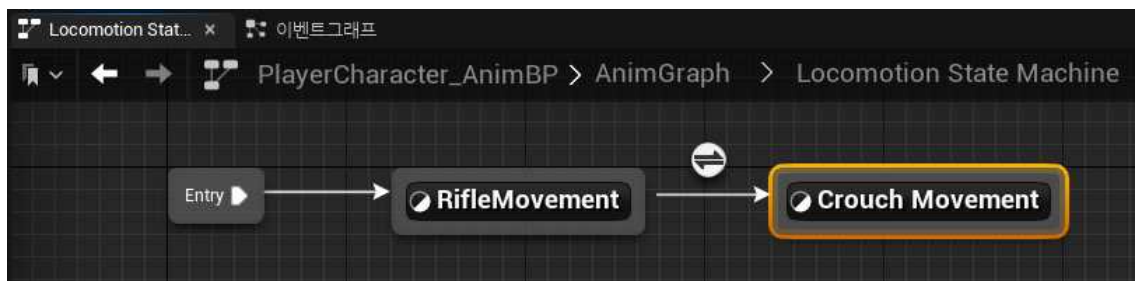 Locomotion Stat... × 이벤트그래프
PlayerCharacter_AnimBP > AnimGraph > Locomotion State Machine
Entry RifleMovement Crouch Movement